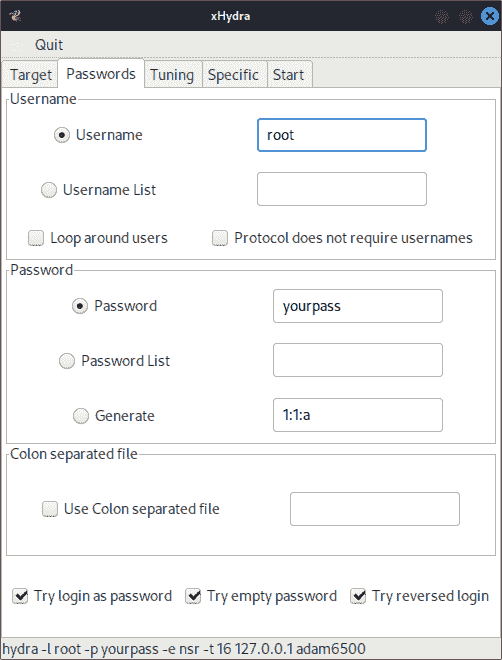 xHydra
Quit
Target Passwords Tuning Specific Start
Username
Username root
Username List
Loop around users Protocol does not require usernames
Password
Password yourpass
Password List
Generate 1:1:a
Colon separated file
Use Colon separated file
Try login as password Try empty password Try reversed login
hydra -l root -p yourpass -e nsr -t 16 127.0.0.1 adam6500